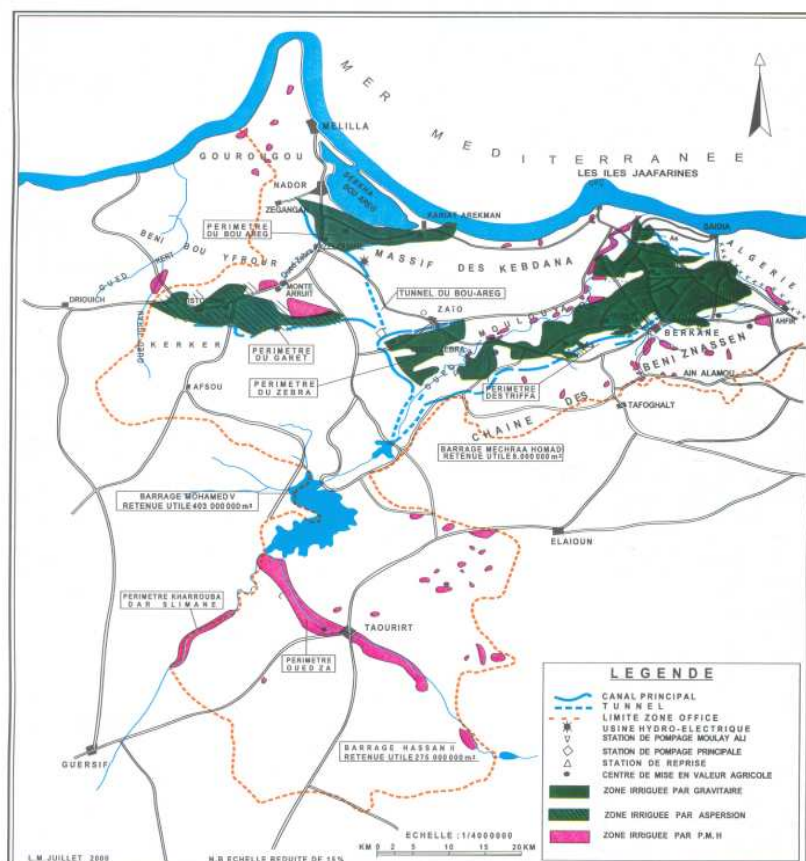 MER MEDITERRANEE
LES ILES JAAFARINES
MELILLA
GOUROUGOU
NADOR
SEBKHA
BOU AREG
ZEGANGAN
KARIAT AREKMAN
SAIDIA
ALGERIE
PERIMETRE
DU BOU AREG
BENI BOU YFROUR
MASSIF DES KEBDANA
OUED KERT
DRIOUICH
MONTE
ARRUIT
TUNNEL DU BOU-AREG
ZAÏO
OUED MOULOUYA
AHFIR
BERKANE
BENI ZNASSEN
KERKER
PERIMETRE
DU GARET
PERIMETRE
DU ZEBRA
PERIMETRE
DES TRIFFA
AIN ALAMOU
AFSOU
CHAINE DES
TAFOGHALT
BARRAGE MECHRAA HOMADI
RETENUE UTILE 8.000 000 m³
BARRAGE MOHAMED V
RETENUE UTILE 403 000 000 m³
ELAIOUN
PERIMETRE KHARROUBA
DAR SLIMANE
TAOURIRT
PERIMETRE
OUED ZA
BARRAGE HASSAN II
RETENUE UTILE 275 000 000 m³
GUERSIF
LEGENDE
CANAL PRINCIPAL
TUNNEL
LIMITE ZONE OFFICE
USINE HYDRO-ELECTRIQUE
STATION DE POMPAGE MOULAY ALI
STATION DE POMPAGE PRINCIPALE
STATION DE REPRISE
CENTRE DE MISE EN VALEUR AGRICOLE
ZONE IRRIGUEE PAR GRAVITAIRE
ZONE IRRIGUEE PAR ASPERSION
ZONE IRRIGUEE PAR P.M.H
ECHELLE : 1/4000000
KM 0 10 20 KM
L.M. JUILLET 2000
N.B ECHELLE REDUITE DE 15%